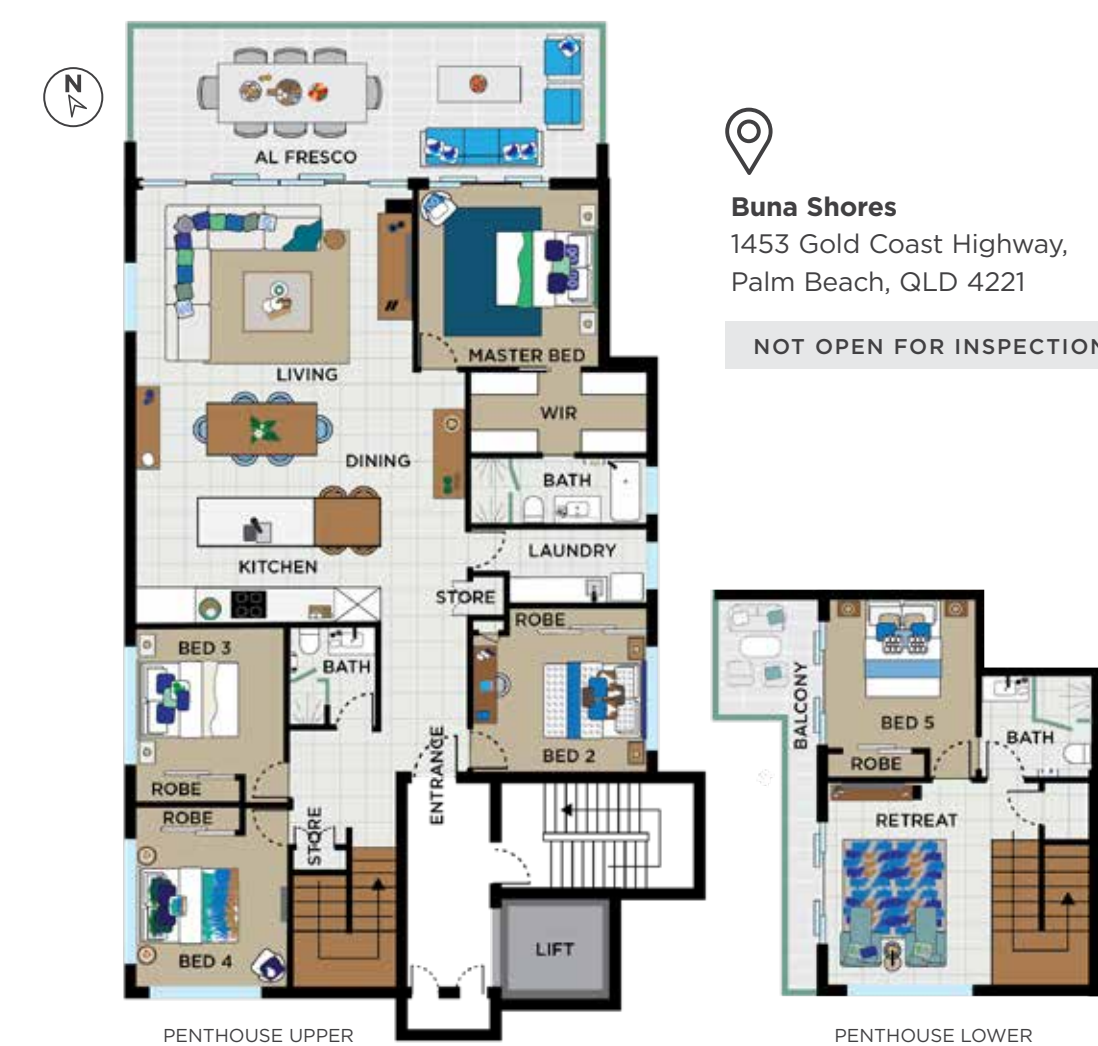 N
AL FRESCO
MASTER BED
LIVING
WIR
DINING
BATH
KITCHEN
LAUNDRY
STORE
ROBE
BED 3
BATH
BED 2
ENTRANCE
ROBE
ROBE
STORE
BED 4
LIFT
PENTHOUSE UPPER
Buna Shores
1453 Gold Coast Highway,
Palm Beach, QLD 4221
NOT OPEN FOR INSPECTION
BALCONY
BED 5
BATH
ROBE
RETREAT
PENTHOUSE LOWER